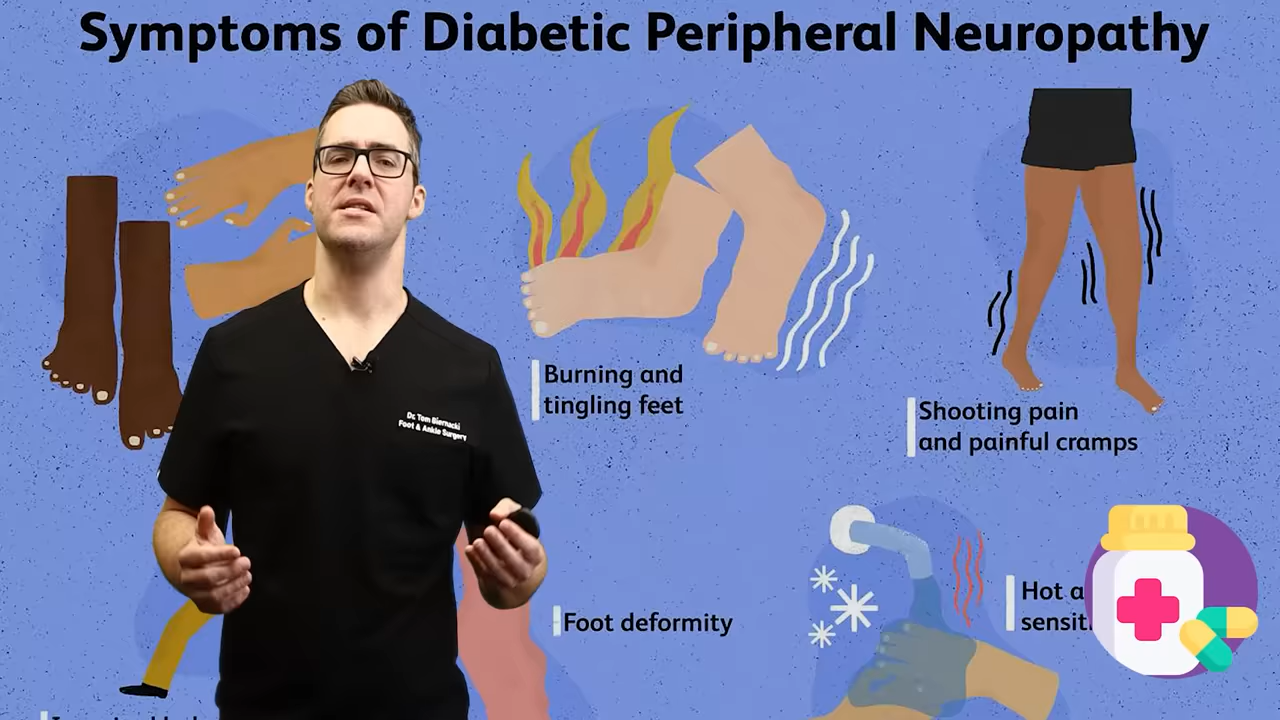 Symptoms of Diabetic Peripheral Neuropathy
Burning and
tingling feet
Dr. Tom Biernacki
Foot & Ankle Surgery
Shooting pain
and painful cramps
Foot deformity
Hot a
sensiti